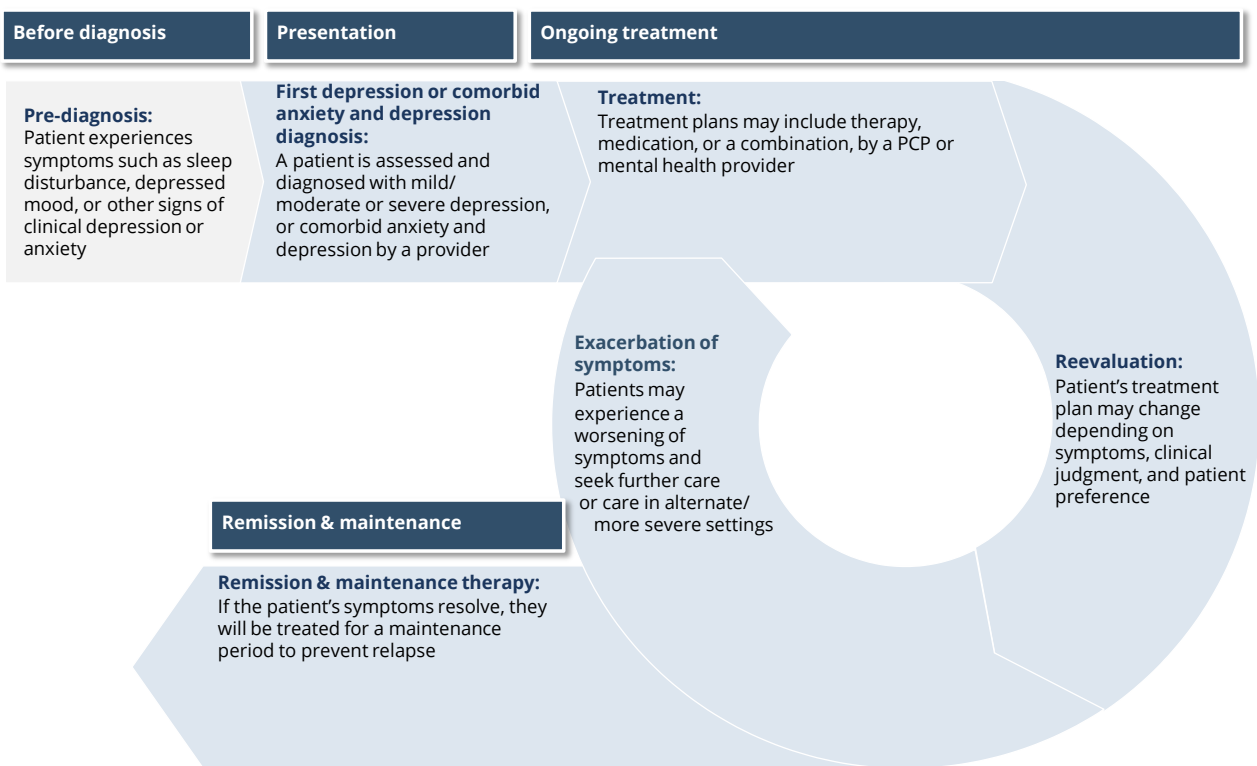 Before diagnosis
Presentation
Ongoing treatment
Pre-diagnosis:
Patient experiences
symptoms such as sleep
disturbance, depressed
mood, or other signs of
clinical depression or
anxiety
First depression or comorbid
anxiety and depression
diagnosis:
A patient is assessed and
diagnosed with mild/
moderate or severe depression,
or comorbid anxiety and
depression by a provider
Treatment:
Treatment plans may include therapy,
medication, or a combination, by a PCP or
mental health provider
Reevaluation:
Patient’s treatment
plan may change
depending on
symptoms, clinical
judgment, and patient
preference
Exacerbation of
symptoms:
Patients may
experience a
worsening of
symptoms and
seek further care
or care in alternate/
more severe settings
Remission & maintenance
Remission & maintenance therapy:
If the patient’s symptoms resolve, they
will be treated for a maintenance
period to prevent relapse